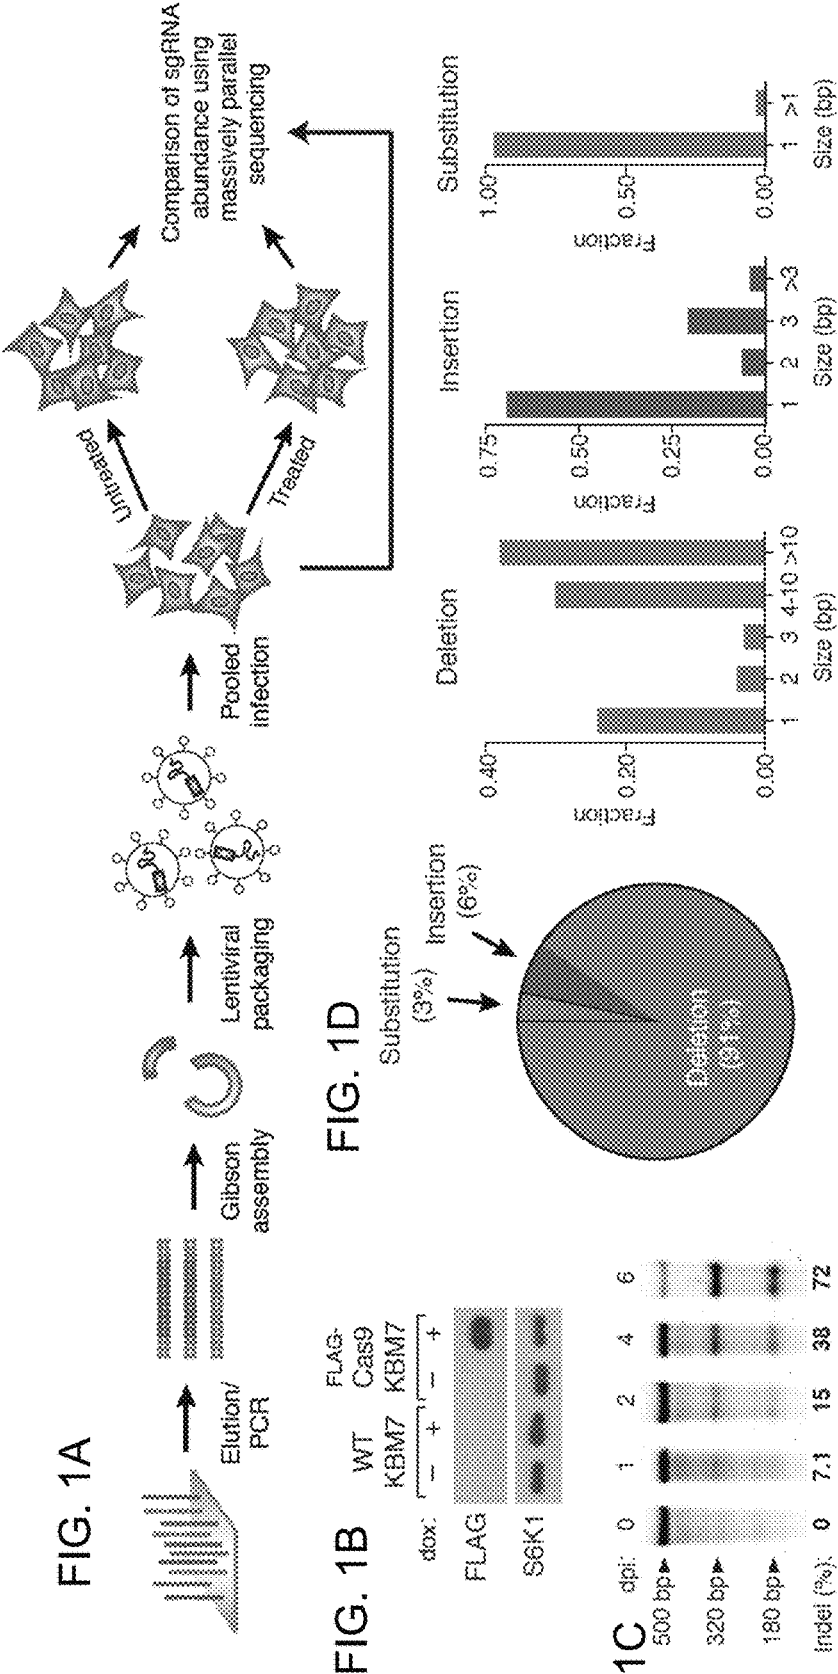 FIG. 1A
Elution/
PCR
Gibson
assembly
Lentiviral
packaging
Pooled
infection
Untreated
Treated
Comparison of sgRNA
abundance using
massively parallel
sequencing
FIG. 1B
WT
KBM7
FLAG-
Cas9
KBM7
dox: − + − +
FLAG
S6K1
1C
dpi: 0 1 2 4 6
500 bp
320 bp
180 bp
Indel (%): 0 7.1 15 38 72
FIG. 1D
Substitution
(3%)
Insertion
(6%)
Deletion
(91%)
Deletion
Fraction
0.40
0.20
0.00
1 2 3 4-10 >10
Size (bp)
Insertion
Fraction
0.75
0.50
0.25
0.00
1 2 3 >3
Size (bp)
Substitution
Fraction
1.00
0.50
0.00
1 >1
Size (bp)